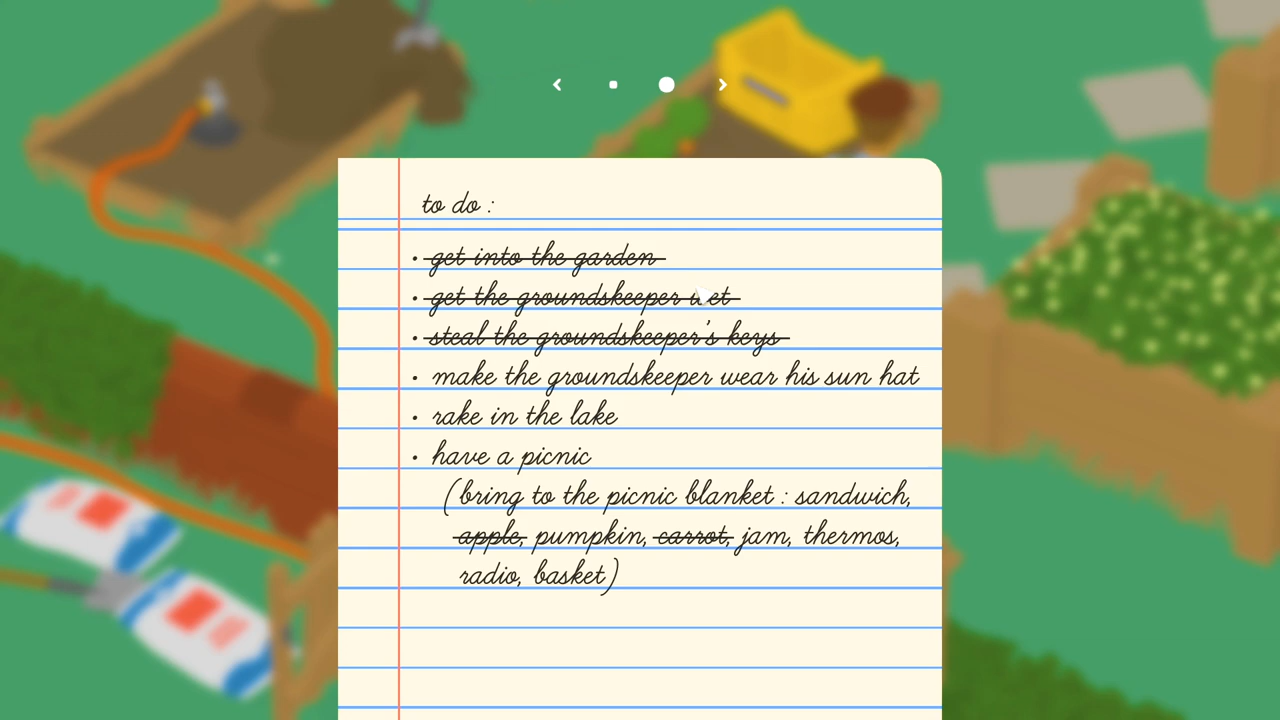 to do :
• get into the garden
• get the groundskeeper wet
• steal the groundskeeper's keys
• make the groundskeeper wear his sun hat
• rake in the lake
• have a picnic
(bring to the picnic blanket : sandwich,
apple, pumpkin, carrot, jam, thermos,
radio, basket)